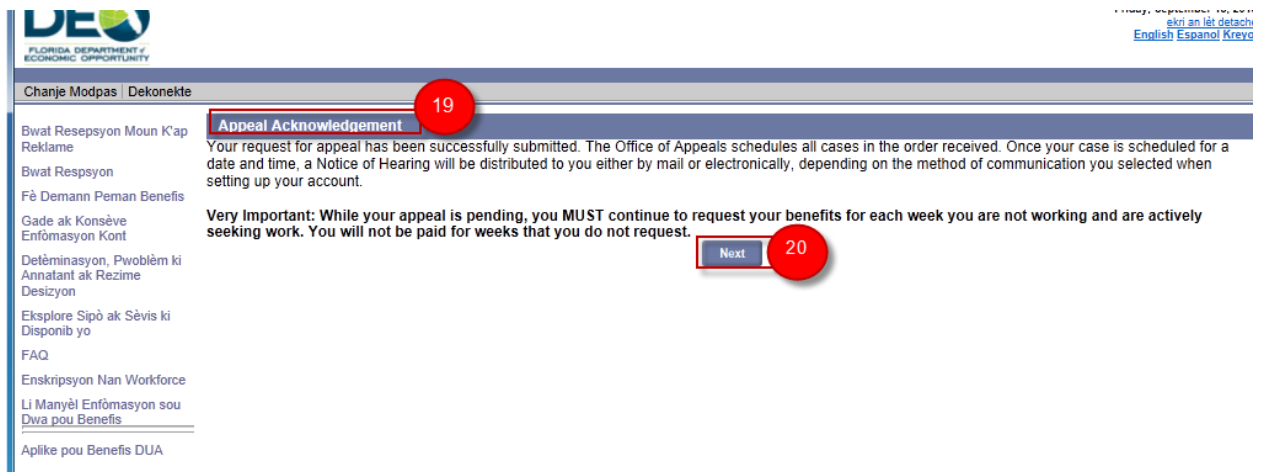 DEO
FLORIDA DEPARTMENT of
ECONOMIC OPPORTUNITY
ekri an lèt detache
English Espanol Kreyo
Chanje Modpas | Dekonekte
19
Appeal Acknowledgement
Bwat Resepsyon Moun K'ap
Reklame
Bwat Respsyon
Fè Demann Peman Benefis
Gade ak Konsève
Enfòmasyon Kont
Detèminasyon, Pwoblèm ki
Annatant ak Rezime
Desizyon
Eksplore Sipò ak Sèvis ki
Disponib yo
FAQ
Enskripsyon Nan Workforce
Li Manyèl Enfòmasyon sou
Dwa pou Benefis
Aplike pou Benefis DUA
Your request for appeal has been successfully submitted. The Office of Appeals schedules all cases in the order received. Once your case is scheduled for a
date and time, a Notice of Hearing will be distributed to you either by mail or electronically, depending on the method of communication you selected when
setting up your account.
Very Important: While your appeal is pending, you MUST continue to request your benefits for each week you are not working and are actively
seeking work. You will not be paid for weeks that you do not request.
Next
20